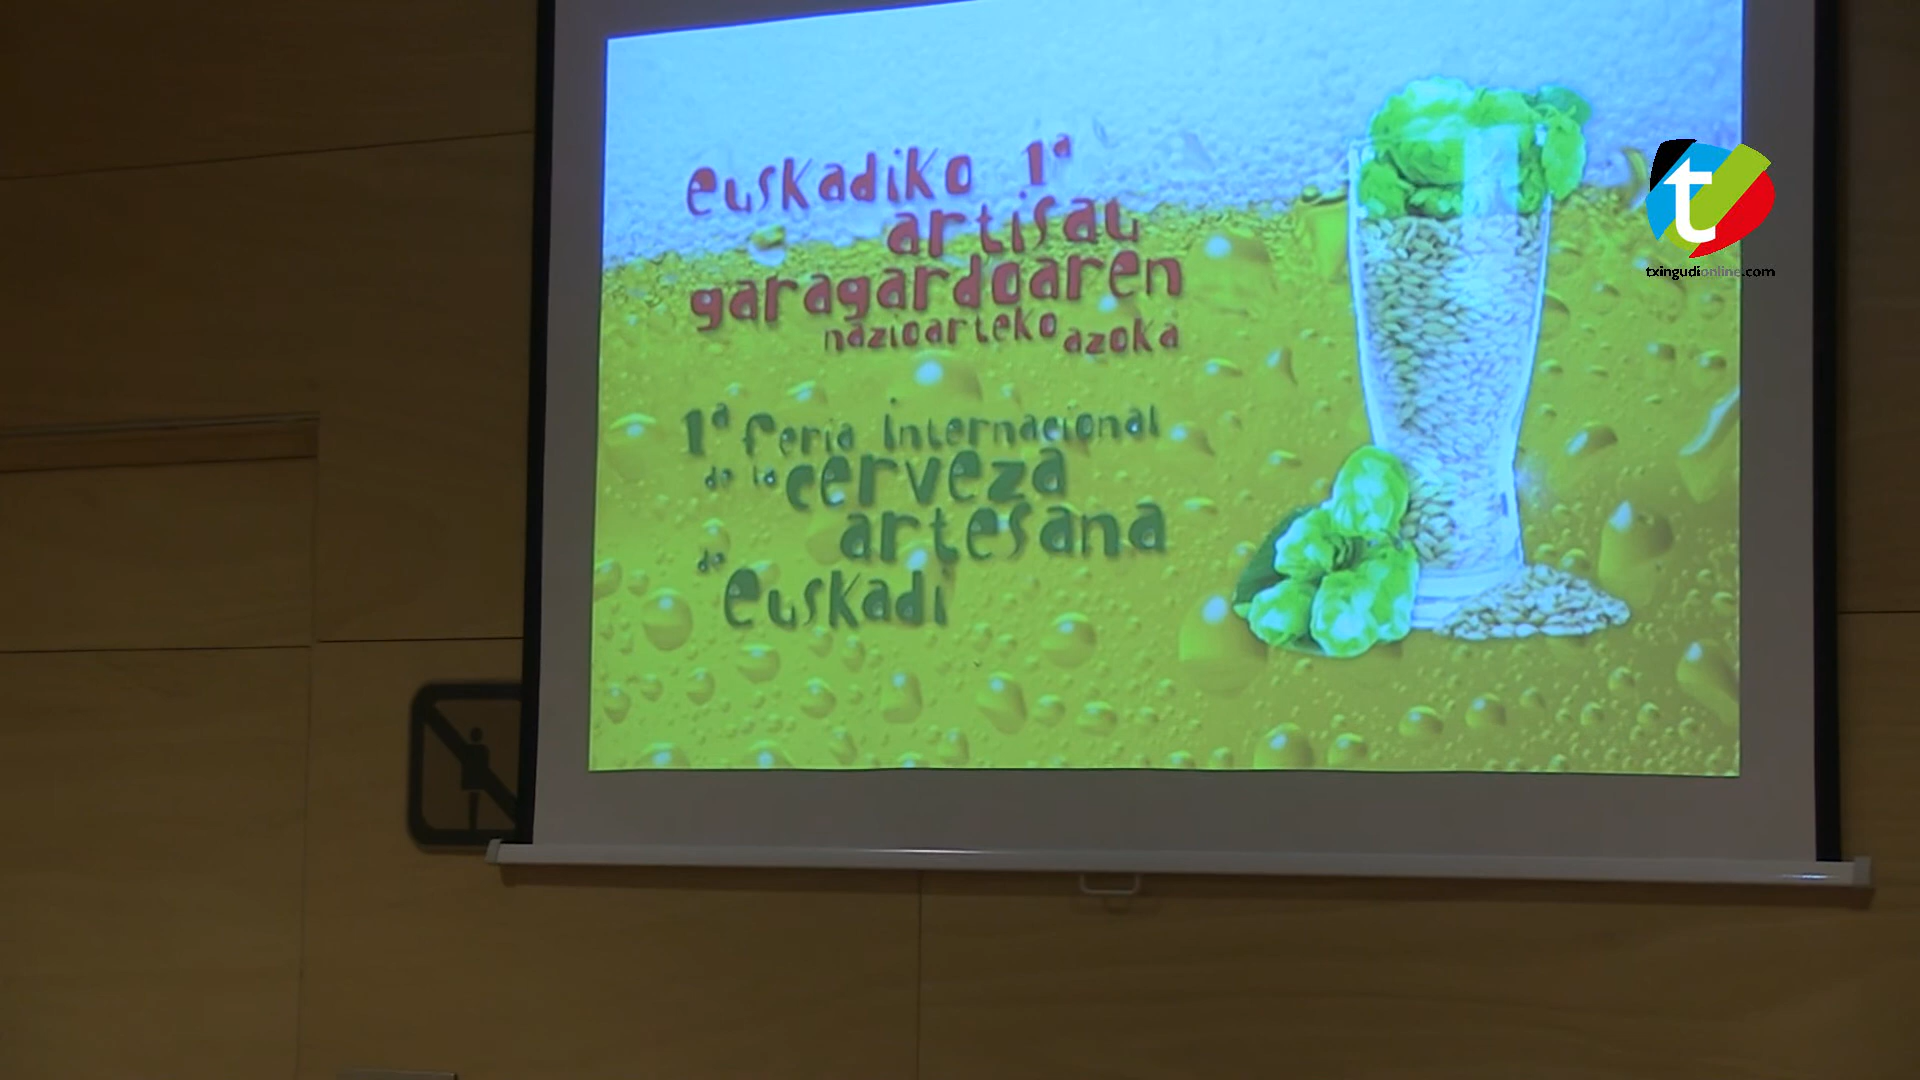 euskadiko 1ª
artisau
garagardoaren
nazioarteko azoka
1ª feria internacional
de la cerveza
artesana
de euskadi
t
txingudionline.com